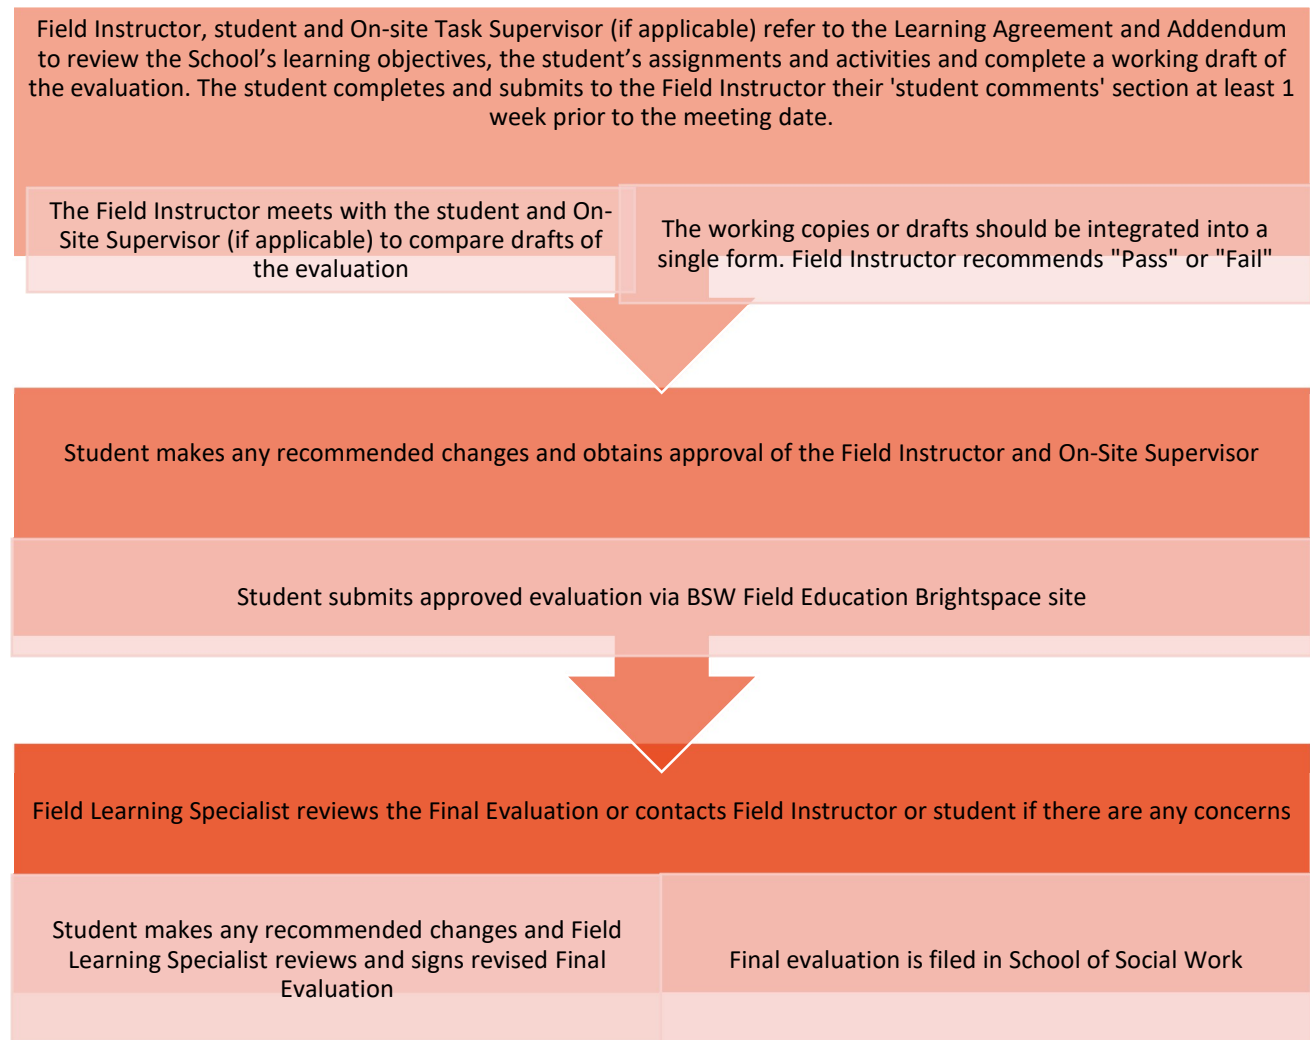 Field Instructor, student and On-site Task Supervisor (if applicable) refer to the Learning Agreement and Addendum
to review the School’s learning objectives, the student’s assignments and activities and complete a working draft of
the evaluation. The student completes and submits to the Field Instructor their 'student comments' section at least 1
week prior to the meeting date.
The Field Instructor meets with the student and On-
Site Supervisor (if applicable) to compare drafts of
the evaluation
The working copies or drafts should be integrated into a
single form. Field Instructor recommends "Pass" or "Fail"
Student makes any recommended changes and obtains approval of the Field Instructor and On-Site Supervisor
Student submits approved evaluation via BSW Field Education Brightspace site
Field Learning Specialist reviews the Final Evaluation or contacts Field Instructor or student if there are any concerns
Student makes any recommended changes and Field
Learning Specialist reviews and signs revised Final
Evaluation
Final evaluation is filed in School of Social Work